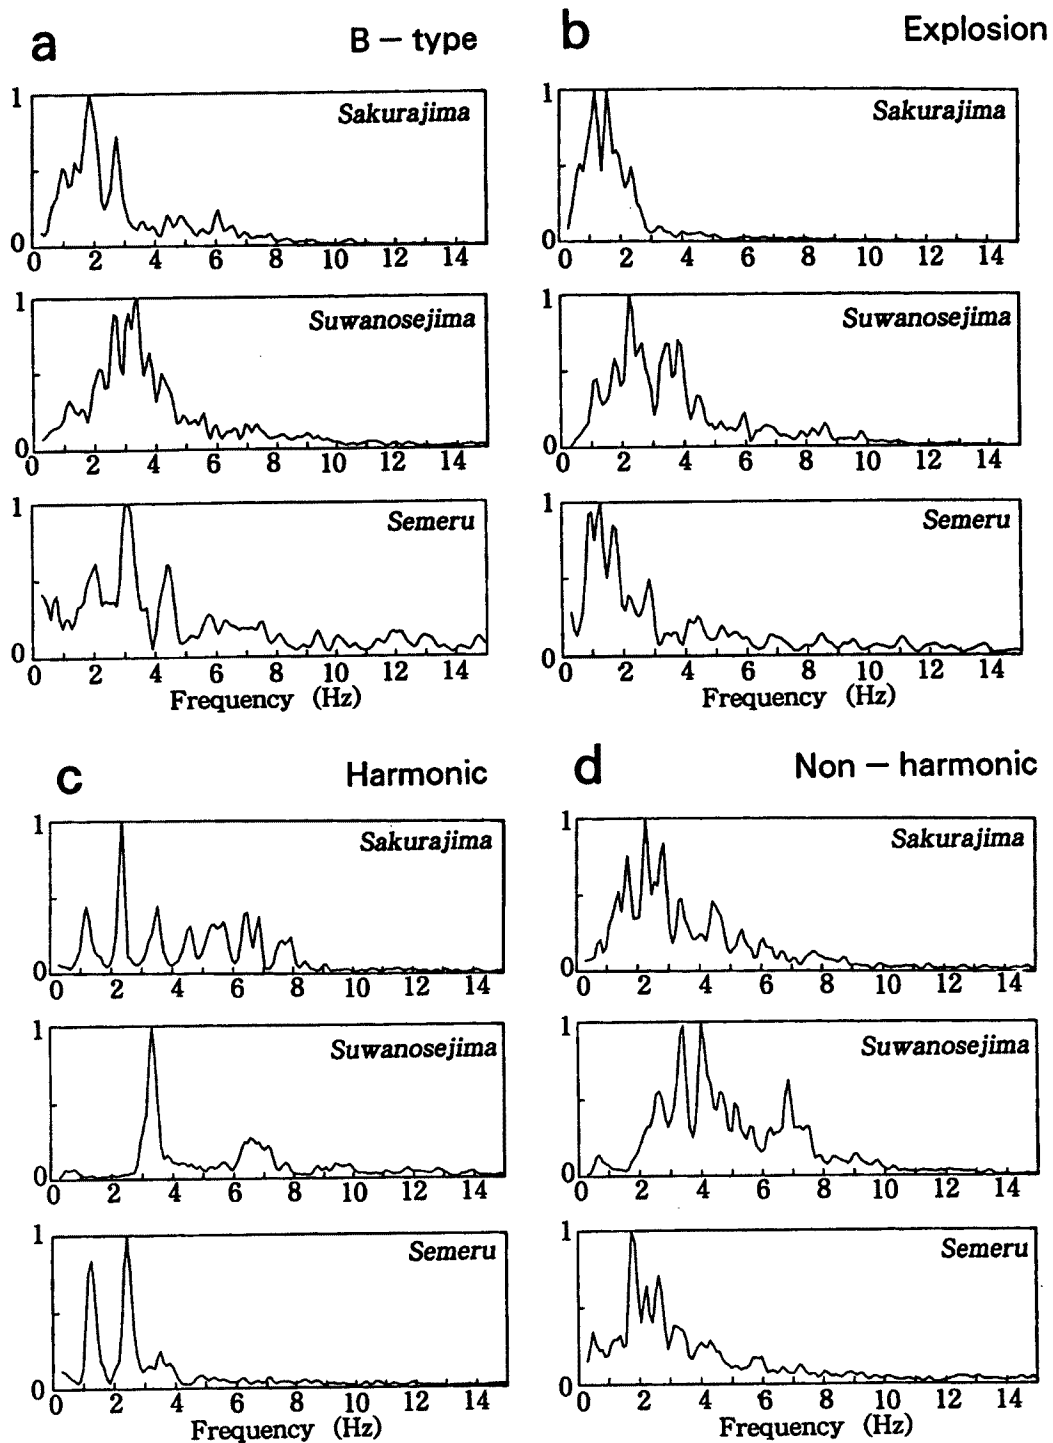 a B – type
1
Sakurajima
0
0 2 4 6 8 10 12 14
1
Suwanosejima
0
0 2 4 6 8 10 12 14
1
Semeru
0
0 2 4 6 8 10 12 14
Frequency (Hz)
b Explosion
1
Sakurajima
0
0 2 4 6 8 10 12 14
1
Suwanosejima
0
0 2 4 6 8 10 12 14
1
Semeru
0
0 2 4 6 8 10 12 14
Frequency (Hz)
c Harmonic
1
Sakurajima
0
0 2 4 6 8 10 12 14
1
Suwanosejima
0
0 2 4 6 8 10 12 14
1
Semeru
0
0 2 4 6 8 10 12 14
Frequency (Hz)
d Non – harmonic
1
Sakurajima
0
0 2 4 6 8 10 12 14
1
Suwanosejima
0
0 2 4 6 8 10 12 14
1
Semeru
0
0 2 4 6 8 10 12 14
Frequency (Hz)